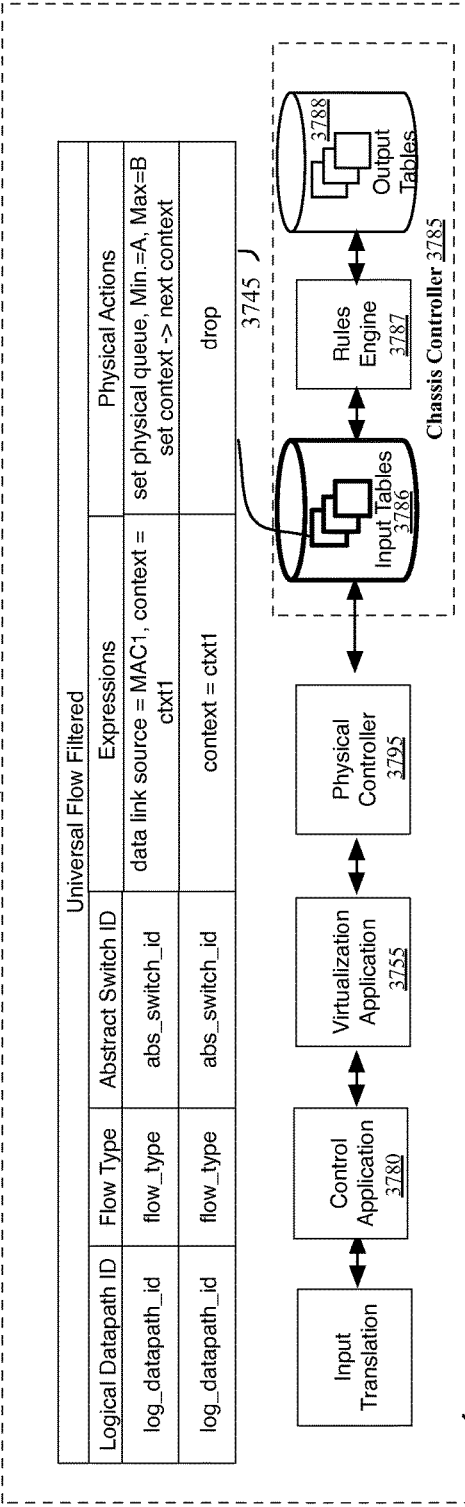 Universal Flow Filtered
Logical Datapath ID
Flow Type
Abstract Switch ID
Expressions
Physical Actions
log_datapath_id
flow_type
abs_switch_id
data link source = MAC1, context =
ctxt1
set physical queue, Min.=A, Max=B
set context -> next context
log_datapath_id
flow_type
abs_switch_id
context = ctxt1
drop
3745
Input
Translation
Control
Application
3780
Virtualization
Application
3755
Physical
Controller
3795
Input Tables
3786
Rules
Engine
3787
3788
Output
Tables
Chassis Controller 3785